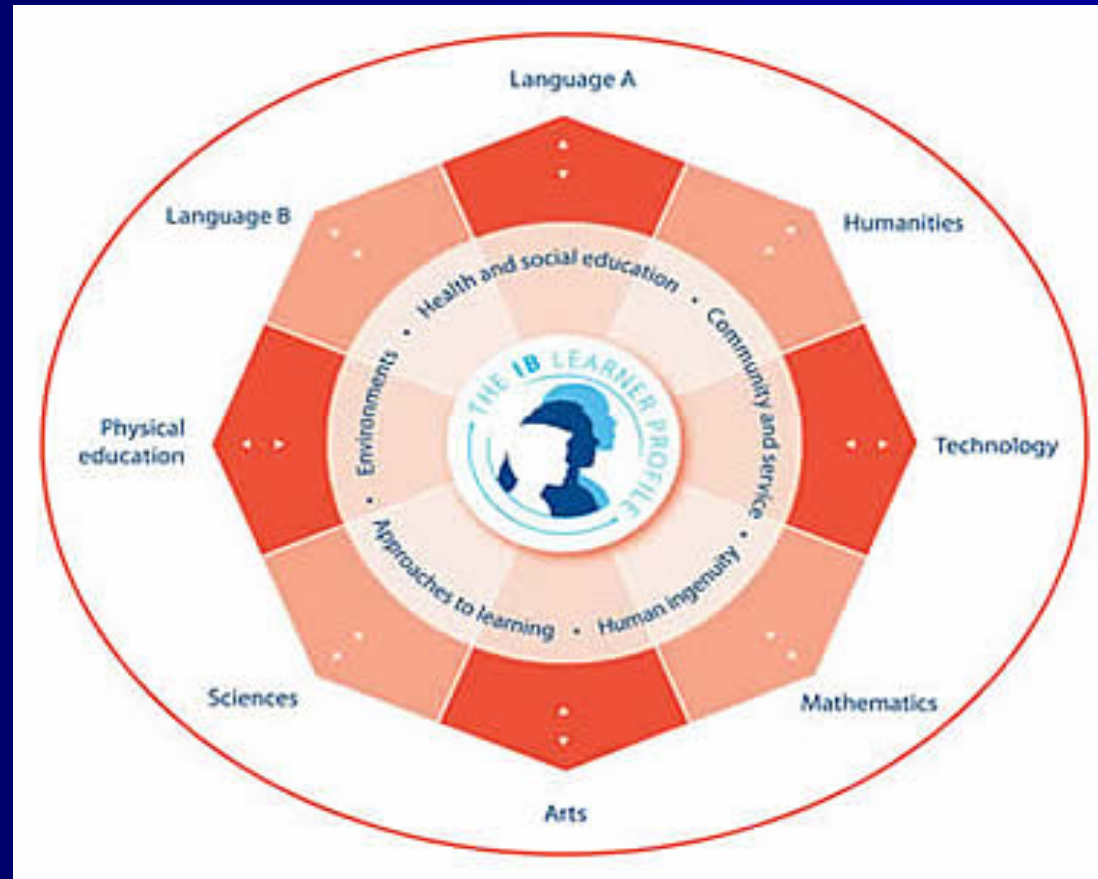 Language A
Humanities
Technology
Mathematics
Arts
Sciences
Physical
education
Language B
Health and social education • Community and service • Human ingenuity • Approaches to learning • Environments •
THE IB LEARNER PROFILE